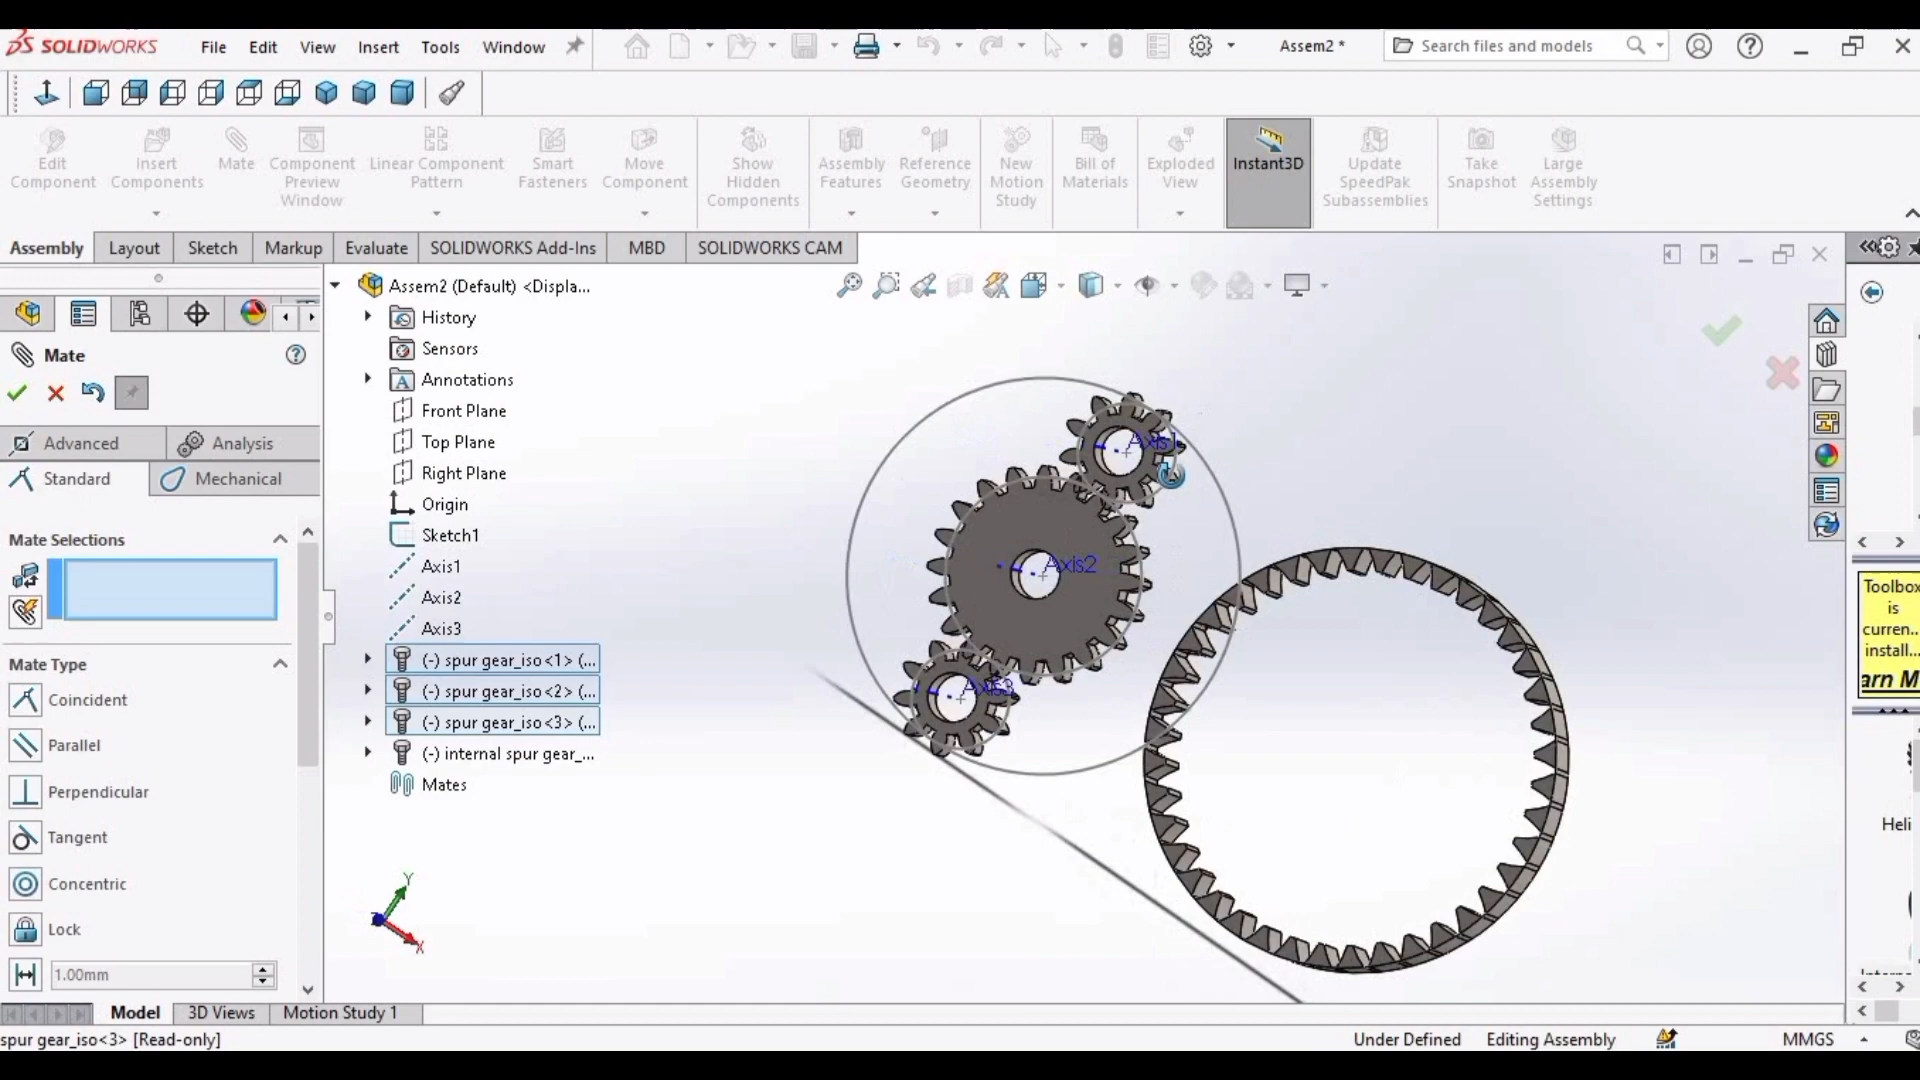 SOLIDWORKS
File Edit View Insert Tools Window
Assem2 *
Search files and models
Edit Component
Insert Components
Mate
Component Preview Window
Linear Component Pattern
Smart Fasteners
Move Component
Show Hidden Components
Assembly Features
Reference Geometry
New Motion Study
Bill of Materials
Exploded View
Instant3D
Update SpeedPak Subassemblies
Take Snapshot
Large Assembly Settings
Assembly Layout Sketch Markup Evaluate SOLIDWORKS Add-Ins MBD SOLIDWORKS CAM
Mate
Advanced Analysis
Standard Mechanical
Mate Selections
Mate Type
Coincident
Parallel
Perpendicular
Tangent
Concentric
Lock
1.00mm
Assem2 (Default) <Displa...
History
Sensors
Annotations
Front Plane
Top Plane
Right Plane
Origin
Sketch1
Axis1
Axis2
Axis3
(-) spur gear_iso<1> (...
(-) spur gear_iso<2> (...
(-) spur gear_iso<3> (...
(-) internal spur gear_...
Mates
Axis1
Axis2
Axis3
Y
Z
X
Toolbox
is
curren...
install...
arn M
Heli
Model 3D Views Motion Study 1
spur gear_iso<3> [Read-only]
Under Defined Editing Assembly MMGS